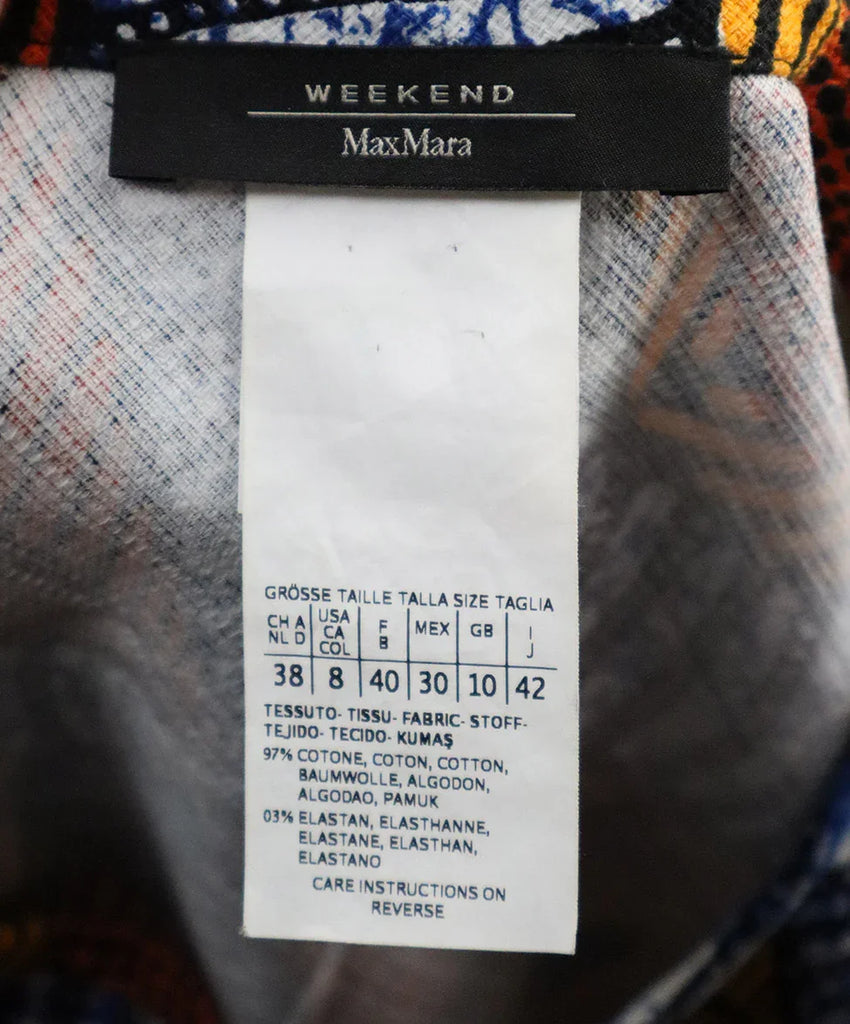 WEEKEND
MaxMara
GRÖSSE TAILLE TALLA SIZE TAGLIA
CH A NL D | USA CA COL | F B | MEX | GB | I J
38 | 8 | 40 | 30 | 10 | 42
TESSUTO- TISSU- FABRIC- STOFF-
TEJIDO- TECIDO- KUMAŞ
97% COTONE, COTON, COTTON,
BAUMWOLLE, ALGODON,
ALGODAO, PAMUK
03% ELASTAN, ELASTHANNE,
ELASTANE, ELASTHAN,
ELASTANO
CARE INSTRUCTIONS ON
REVERSE